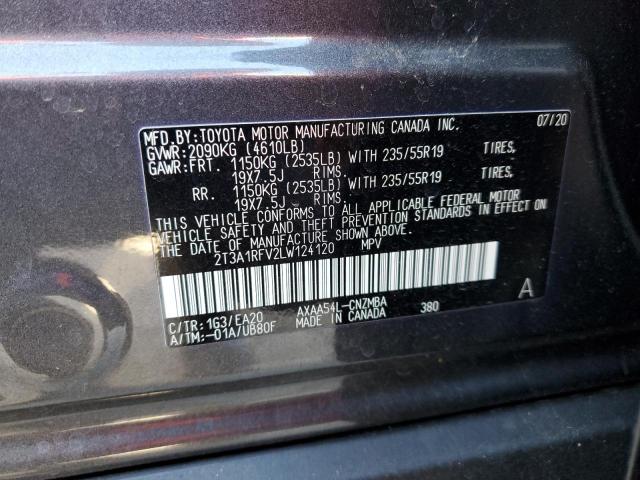 MFD.BY:TOYOTA MOTOR MANUFACTURING CANADA INC. 07/20
GVWR:2090KG (4610LB)
GAWR:FRT. 1150KG (2535LB) WITH 235/55R19 TIRES,
19X7.5J RIMS.
RR. 1150KG (2535LB) WITH 235/55R19 TIRES,
19X7.5J RIMS.
THIS VEHICLE CONFORMS TO ALL APPLICABLE FEDERAL MOTOR
VEHICLE SAFETY AND THEFT PREVENTION STANDARDS IN EFFECT ON
THE DATE OF MANUFACTURE SHOWN ABOVE.
2T3A1RFV2LW124120 MPV
C/TR:1G3/EA20 AXAA54L-CNZMBA 380 A
A/TM:-01A/UB80F MADE IN CANADA